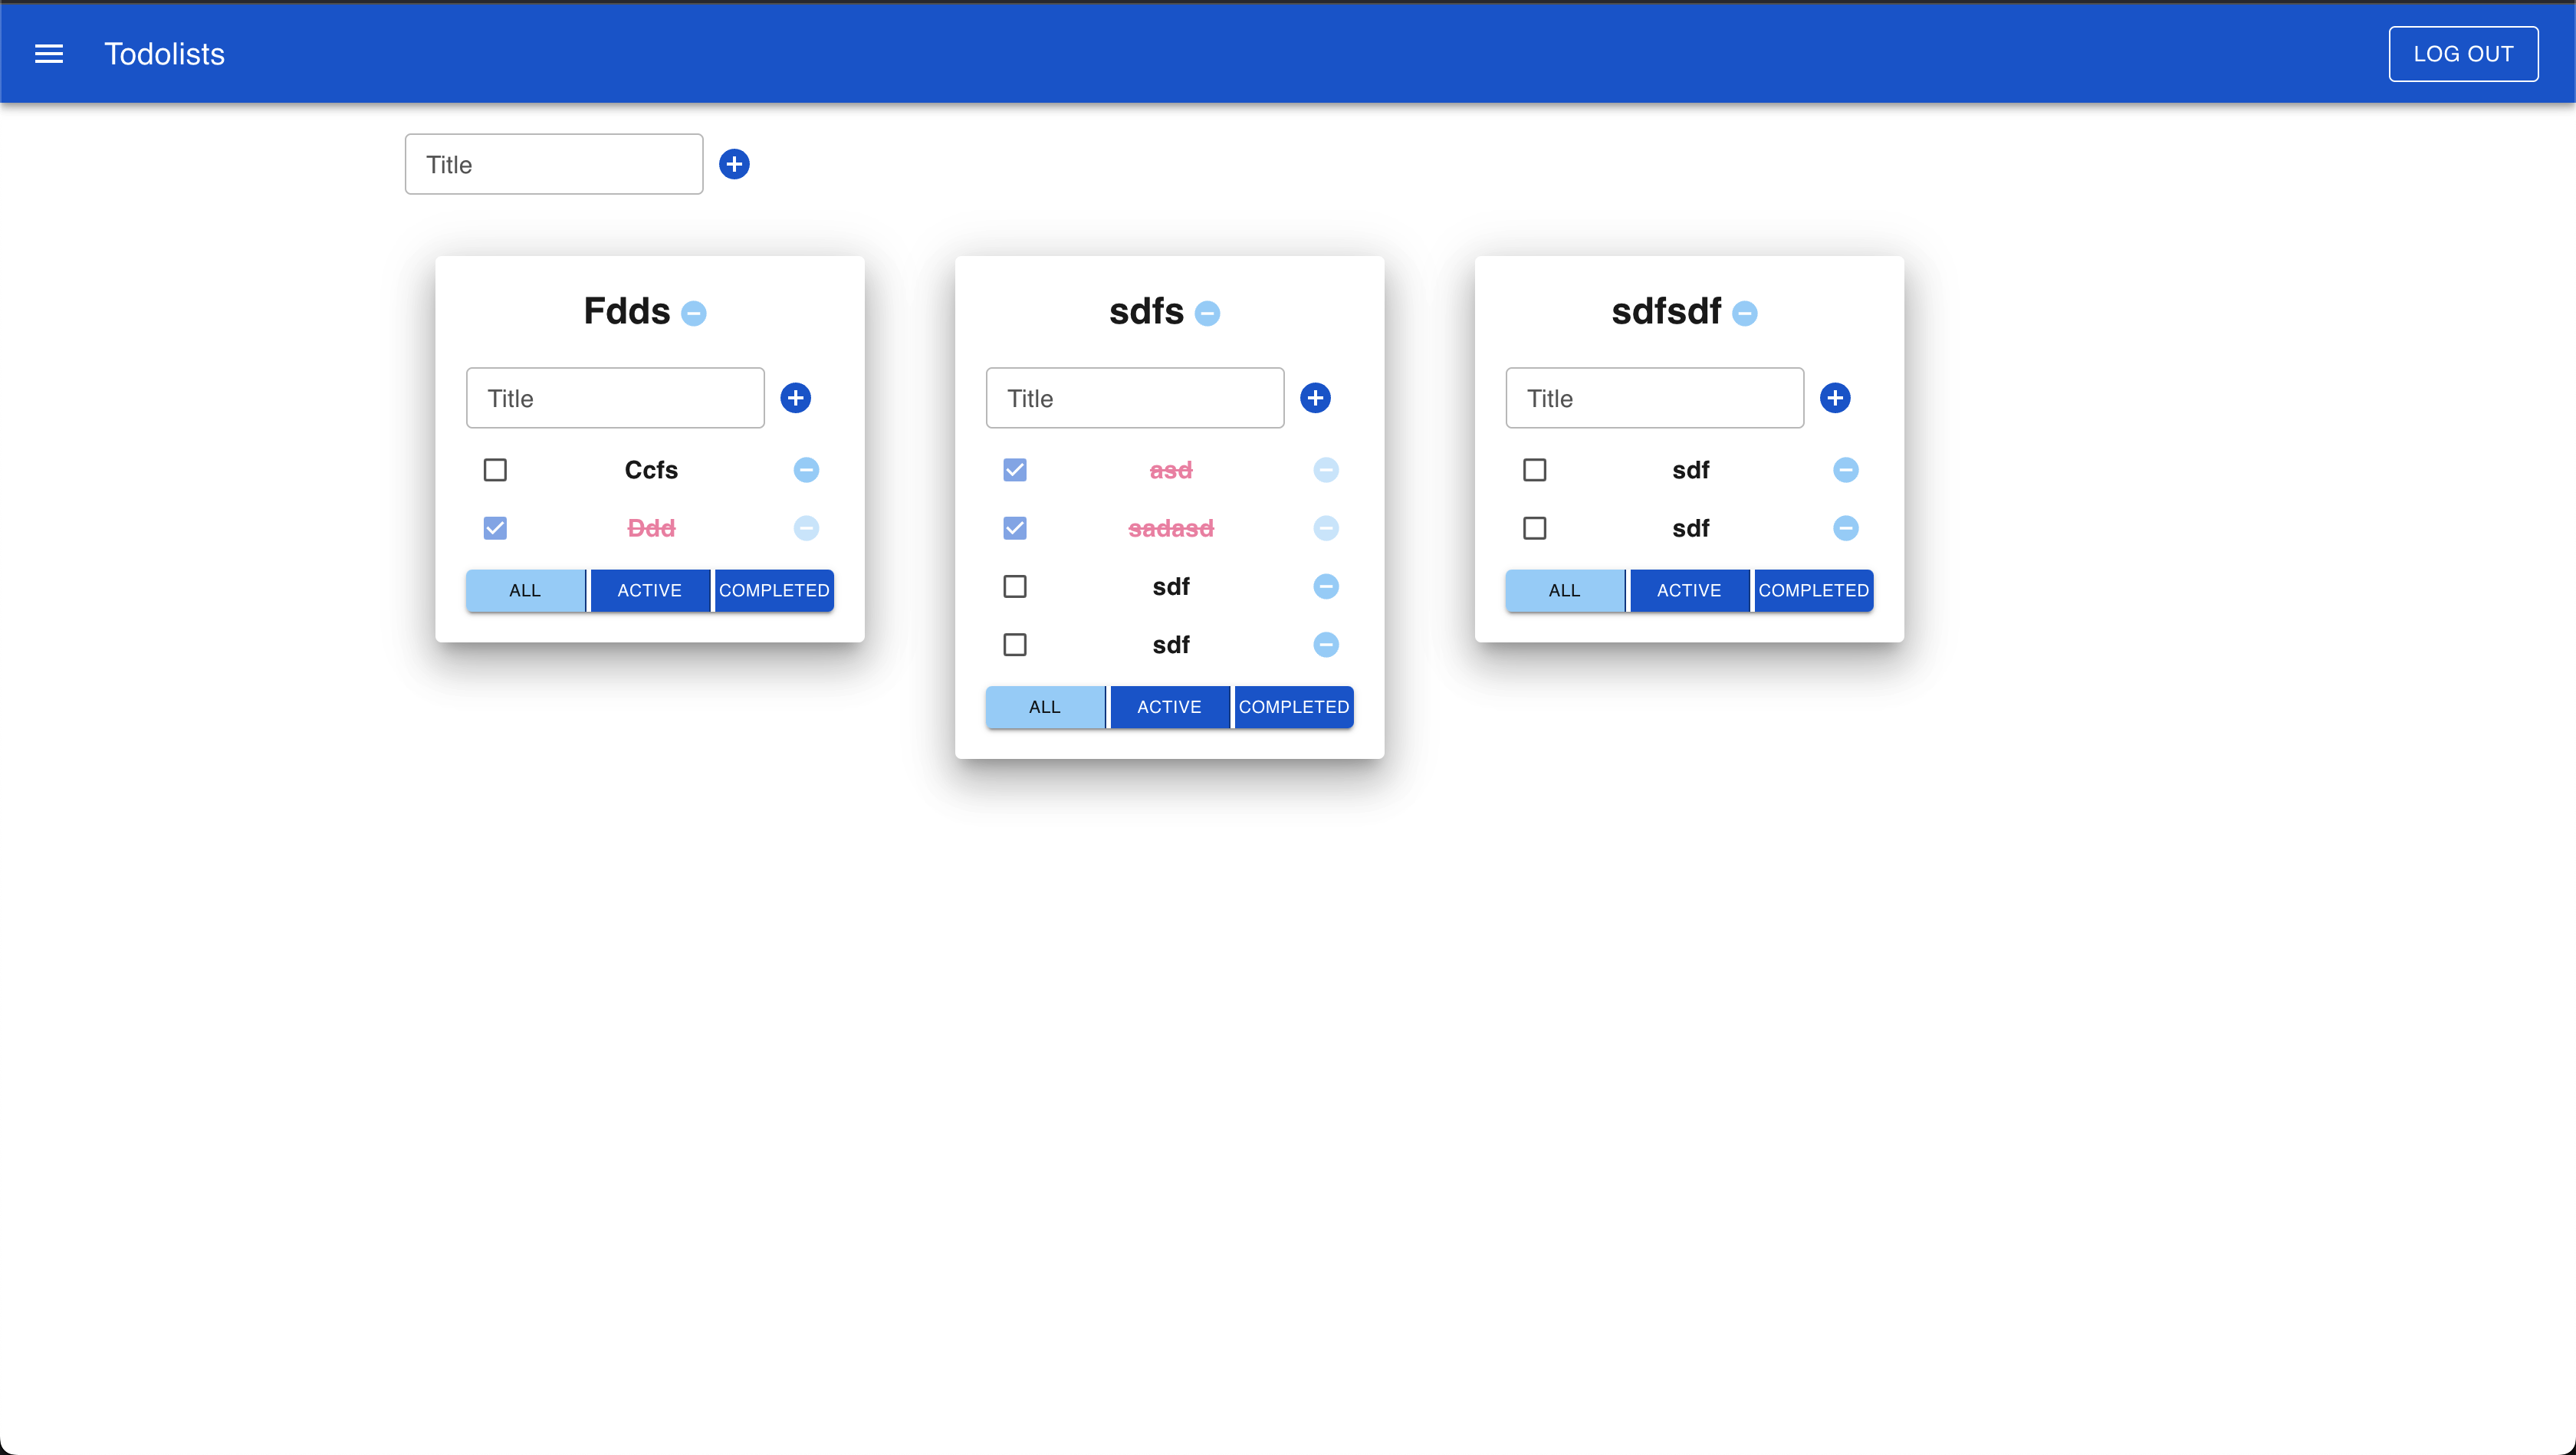 Todolists
LOG OUT
Title
Fdds
Title
Ccfs
Ddd
ALL ACTIVE COMPLETED
sdfs
Title
asd
sadasd
sdf
sdf
ALL ACTIVE COMPLETED
sdfsdf
Title
sdf
sdf
ALL ACTIVE COMPLETED